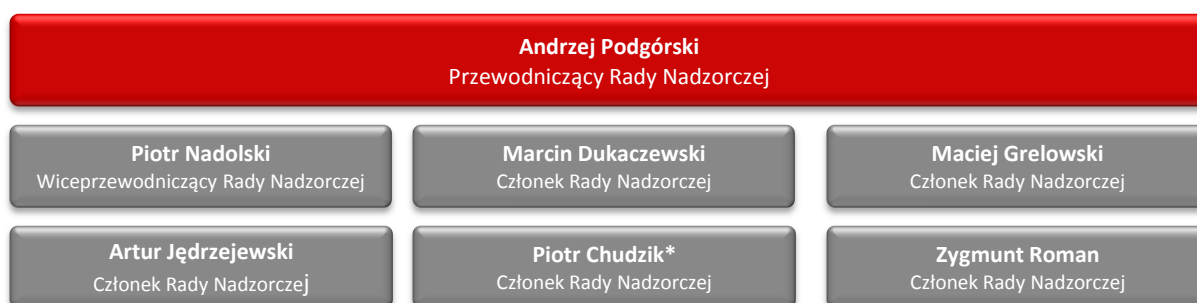 Andrzej Podgórski
Przewodniczący Rady Nadzorczej
Piotr Nadolski
Wiceprzewodniczący Rady Nadzorczej
Marcin Dukaczewski
Członek Rady Nadzorczej
Maciej Grelowski
Członek Rady Nadzorczej
Artur Jędrzejewski
Członek Rady Nadzorczej
Piotr Chudzik*
Członek Rady Nadzorczej
Zygmunt Roman
Członek Rady Nadzorczej